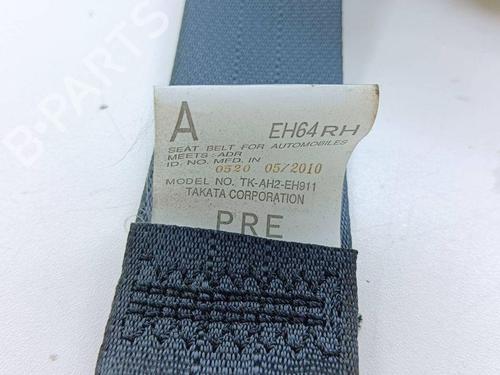 B-PARTS
A EH64RH
SEAT BELT FOR AUTOMOBILES
MEETS :ADR
ID. NO. MFD. IN
0520 05/2010
MODEL NO. TK-AH2-EH911
TAKATA CORPORATION
PRE